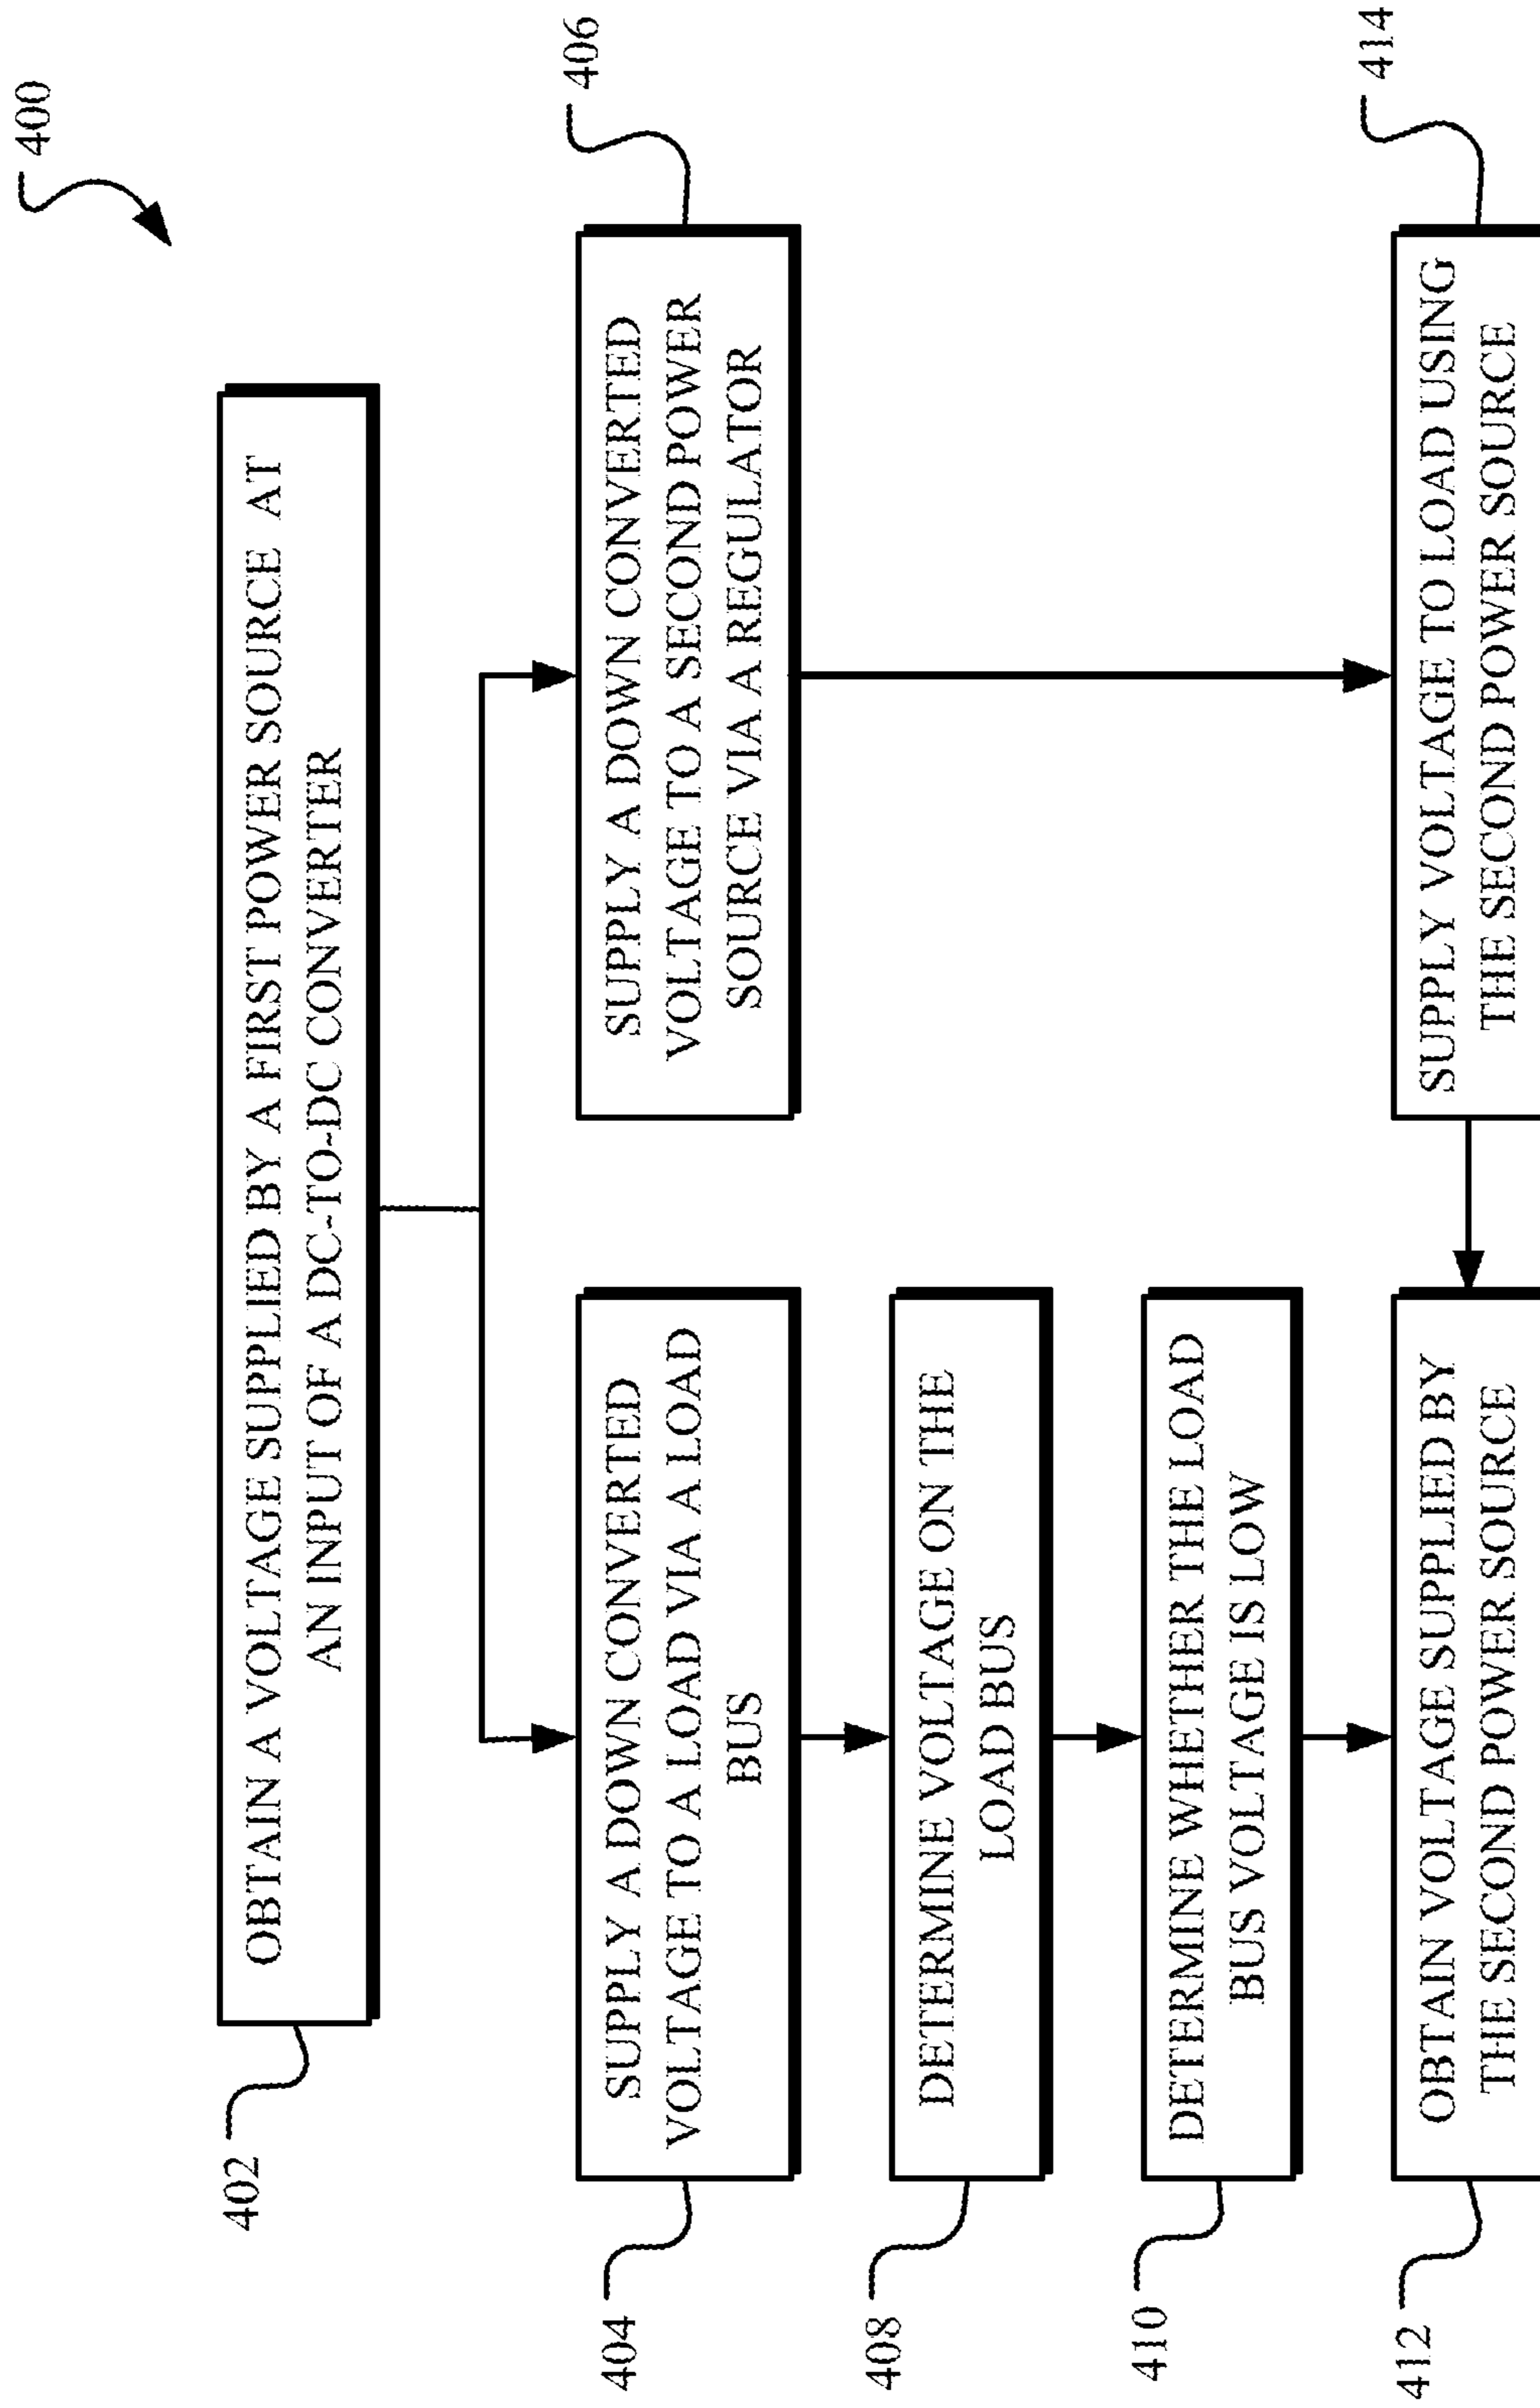 400
402
OBTAIN A VOLTAGE SUPPLIED BY A FIRST POWER SOURCE AT
AN INPUT OF A DC-TO-DC CONVERTER
404
SUPPLY A DOWN CONVERTED
VOLTAGE TO A LOAD VIA A LOAD
BUS
406
SUPPLY A DOWN CONVERTED
VOLTAGE TO A SECOND POWER
SOURCE VIA A REGULATOR
408
DETERMINE VOLTAGE ON THE
LOAD BUS
410
DETERMINE WHETHER THE LOAD
BUS VOLTAGE IS LOW
412
OBTAIN VOLTAGE SUPPLIED BY
THE SECOND POWER SOURCE
414
SUPPLY VOLTAGE TO LOAD USING
THE SECOND POWER SOURCE